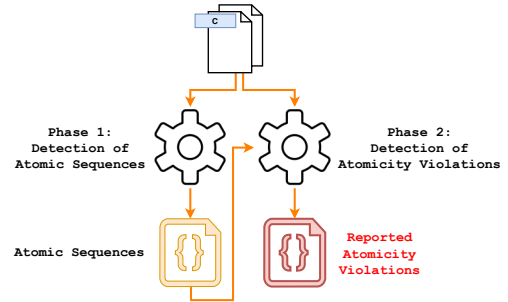 C
Phase 1:
Detection of
Atomic Sequences
Phase 2:
Detection of
Atomicity Violations
Atomic Sequences
{}
{}
Reported
Atomicity
Violations